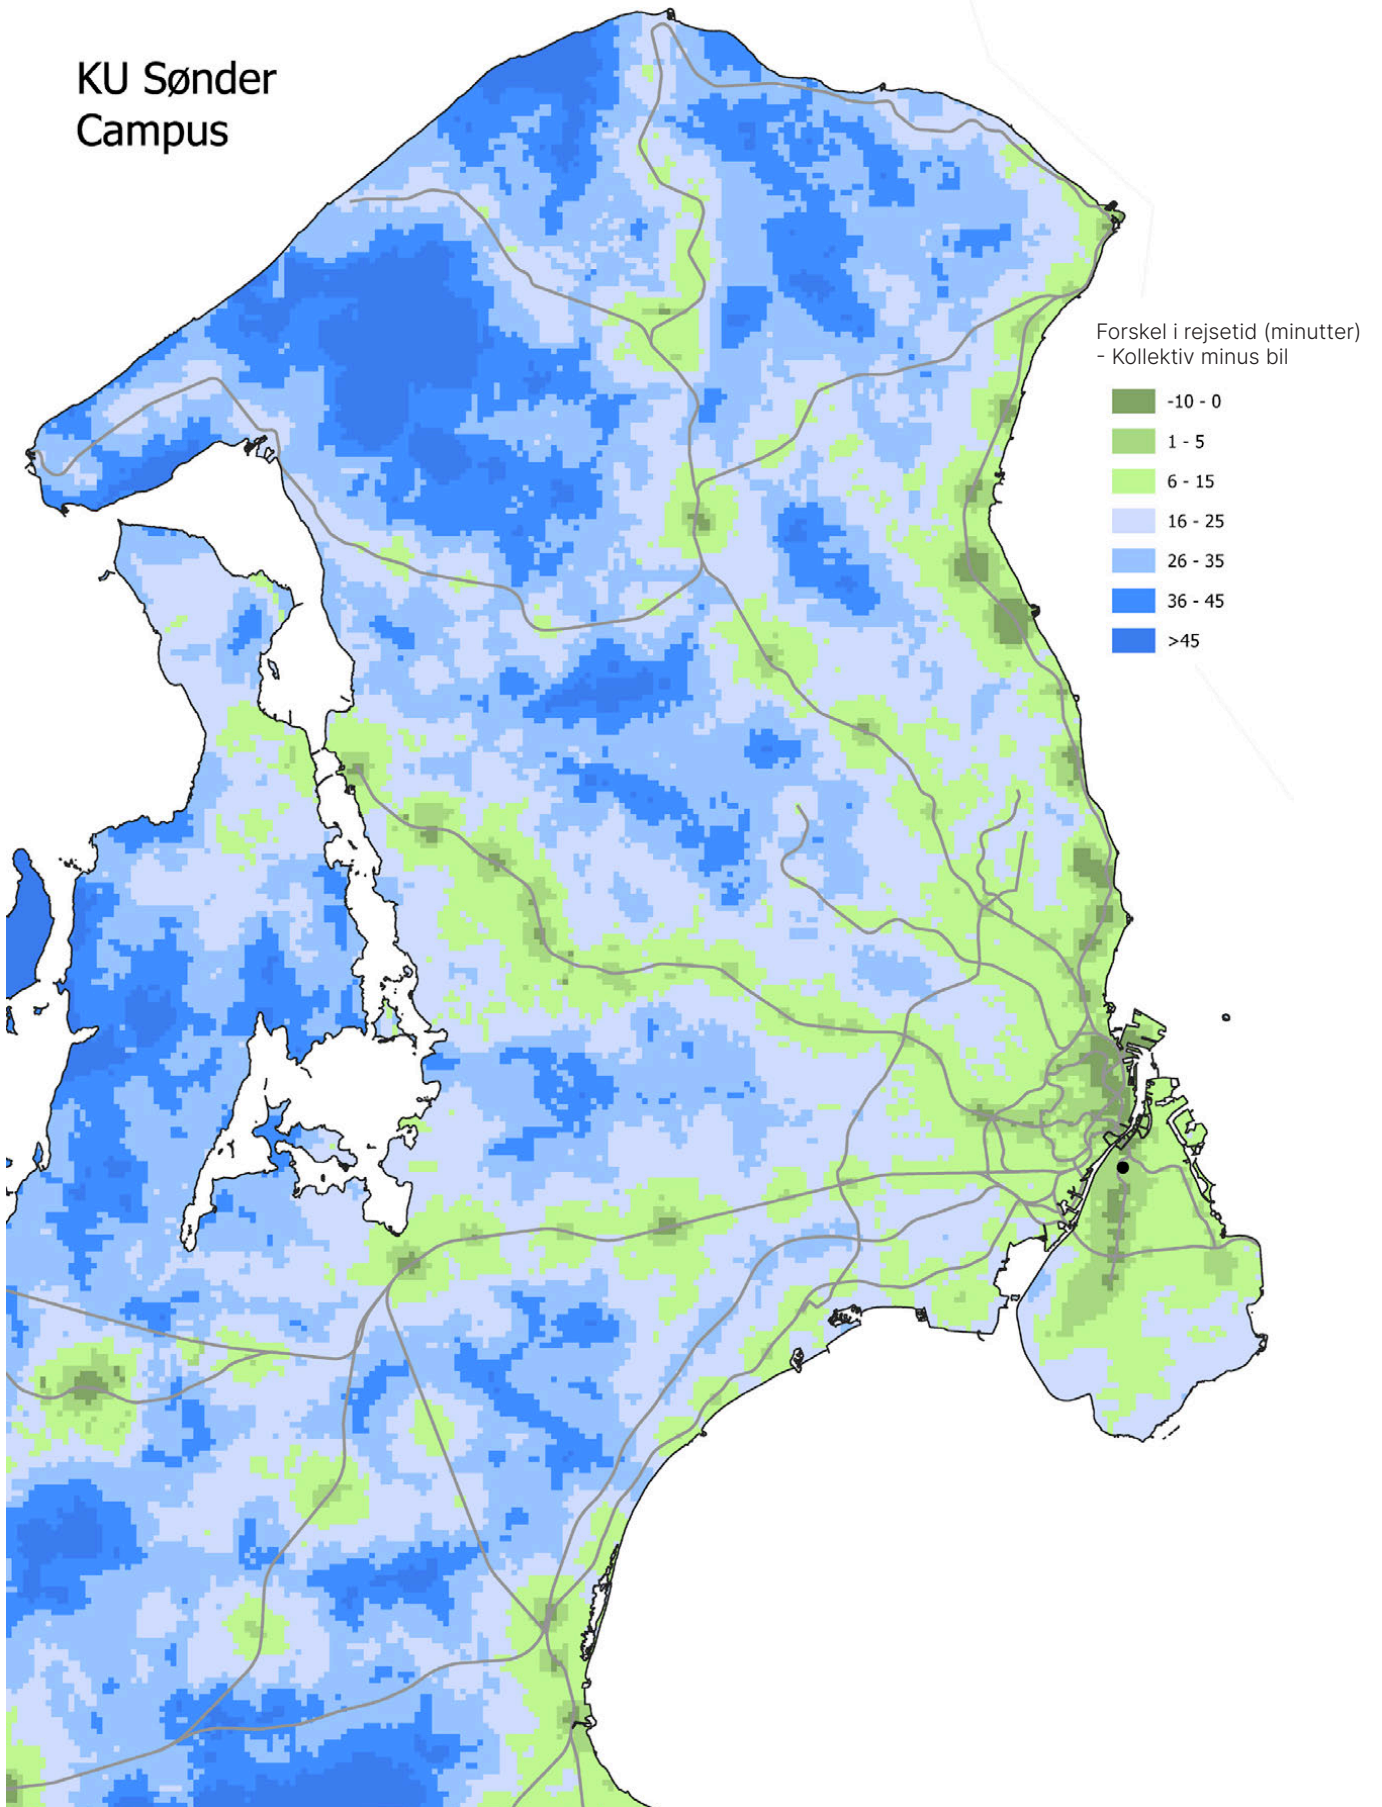 KU Sønder
Campus
Forskel i rejsetid (minutter)
- Kollektiv minus bil
-10 - 0
1 - 5
6 - 15
16 - 25
26 - 35
36 - 45
>45